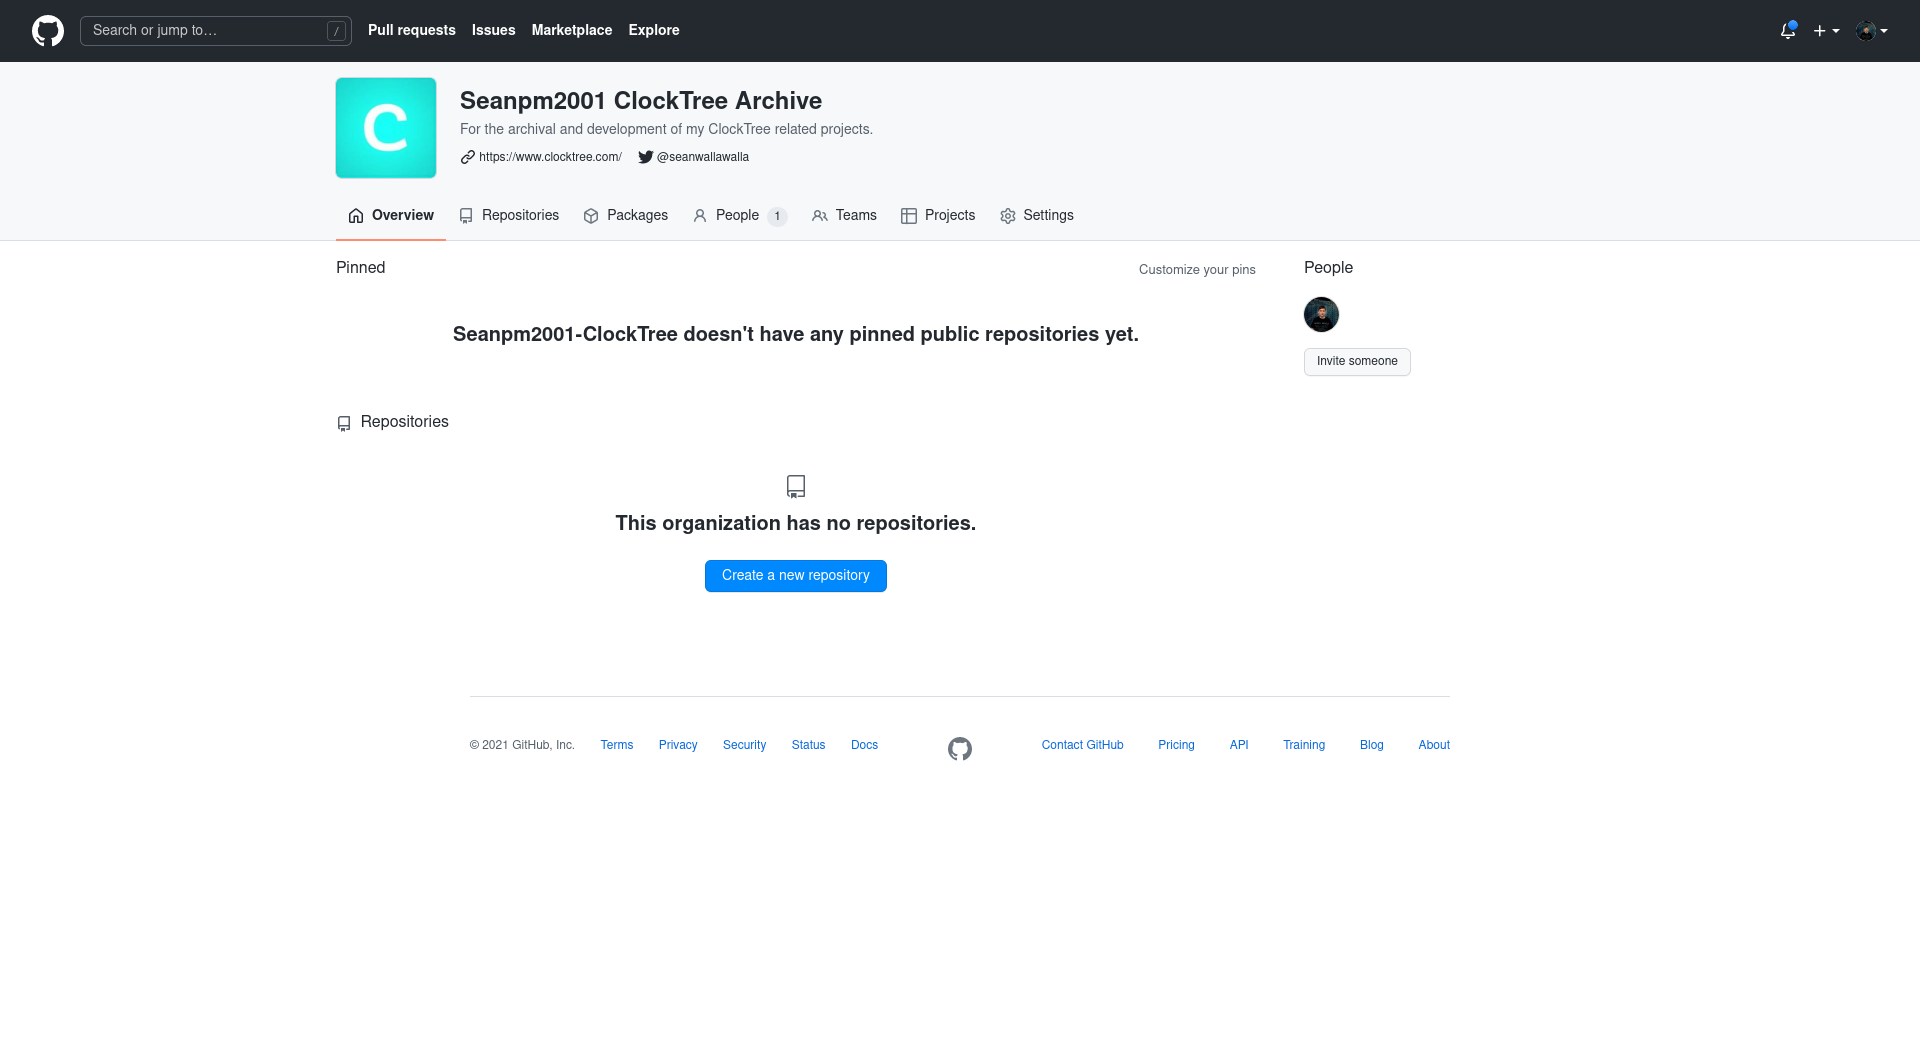 Search or jump to… /
Pull requests Issues Marketplace Explore
C
Seanpm2001 ClockTree Archive
For the archival and development of my ClockTree related projects.
https://www.clocktree.com/ @seanwallawalla
Overview Repositories Packages People 1 Teams Projects Settings
Pinned
Customize your pins
Seanpm2001-ClockTree doesn't have any pinned public repositories yet.
People
Invite someone
Repositories
This organization has no repositories.
Create a new repository
© 2021 GitHub, Inc. Terms Privacy Security Status Docs Contact GitHub Pricing API Training Blog About